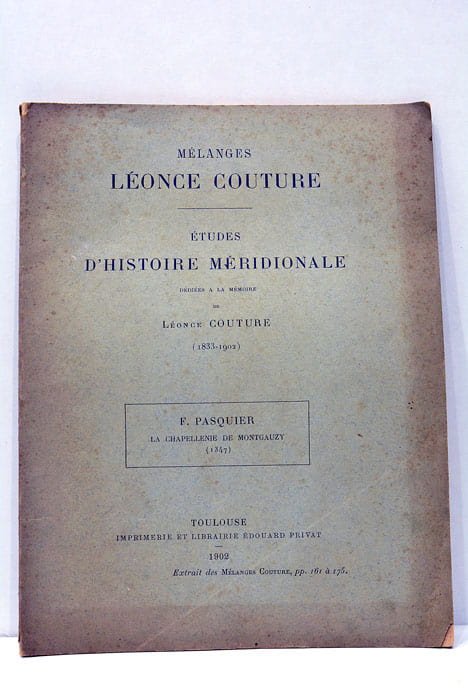 MÉLANGES
LÉONCE COUTURE
ÉTUDES
D'HISTOIRE MÉRIDIONALE
DÉDIÉES A LA MÉMOIRE
DE
LÉONCE COUTURE
(1833-1902)
F. PASQUIER
LA CHAPELLENIE DE MONTGAUZY
(1347)
TOULOUSE
IMPRIMERIE ET LIBRAIRIE ÉDOUARD PRIVAT
1902
Extrait des MÉLANGES COUTURE, pp. 161 à 175.